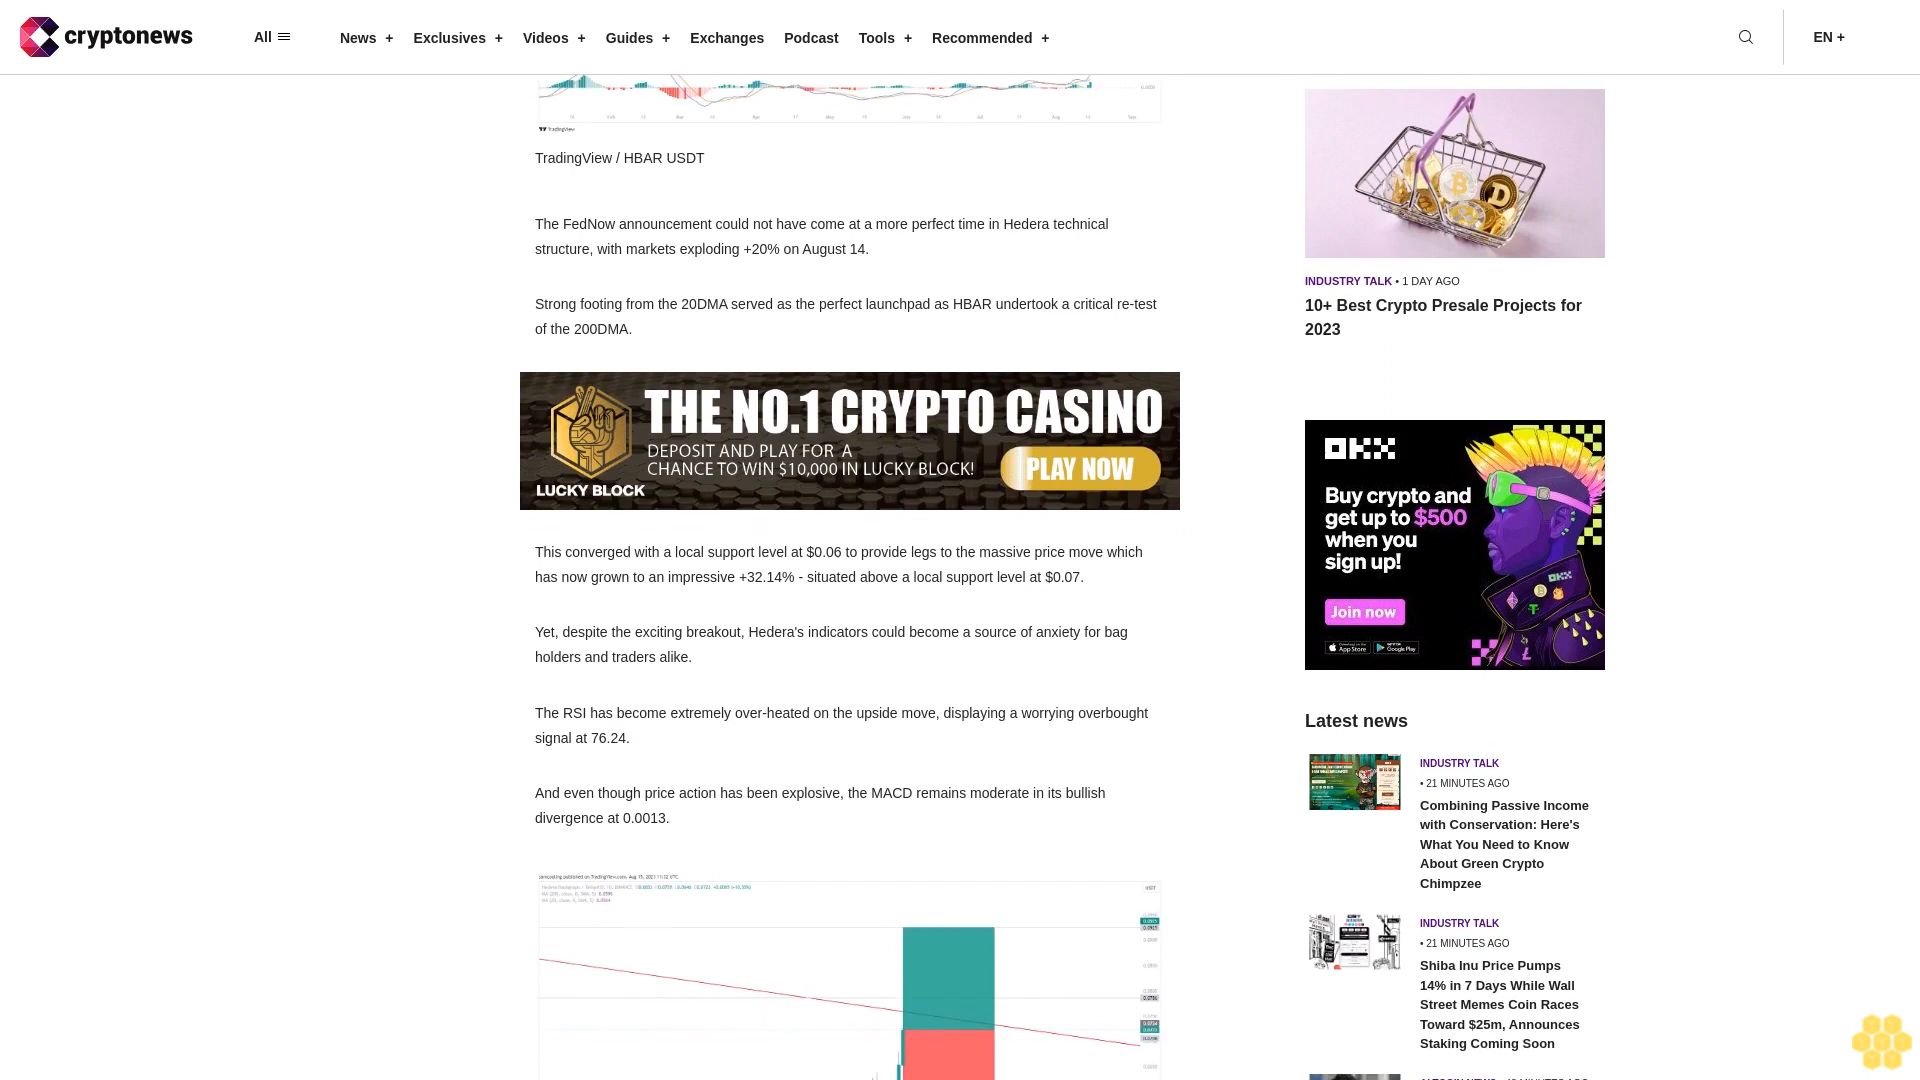 cryptonews
All
News +
Exclusives +
Videos +
Guides +
Exchanges
Podcast
Tools +
Recommended +
EN +
TradingView
TradingView / HBAR USDT
The FedNow announcement could not have come at a more perfect time in Hedera technical
structure, with markets exploding +20% on August 14.
Strong footing from the 20DMA served as the perfect launchpad as HBAR undertook a critical re-test
of the 200DMA.
THE NO.1 CRYPTO CASINO
DEPOSIT AND PLAY FOR A
CHANCE TO WIN $10,000 IN LUCKY BLOCK!
PLAY NOW
LUCKY BLOCK
This converged with a local support level at $0.06 to provide legs to the massive price move which
has now grown to an impressive +32.14% - situated above a local support level at $0.07.
Yet, despite the exciting breakout, Hedera's indicators could become a source of anxiety for bag
holders and traders alike.
The RSI has become extremely over-heated on the upside move, displaying a worrying overbought
signal at 76.24.
And even though price action has been explosive, the MACD remains moderate in its bullish
divergence at 0.0013.
INDUSTRY TALK • 1 DAY AGO
10+ Best Crypto Presale Projects for
2023
OKX
Buy crypto and
get up to $500
when you
sign up!
Join now
App Store
Google Play
Latest news
INDUSTRY TALK
• 21 MINUTES AGO
Combining Passive Income
with Conservation: Here's
What You Need to Know
About Green Crypto
Chimpzee
INDUSTRY TALK
• 21 MINUTES AGO
Shiba Inu Price Pumps
14% in 7 Days While Wall
Street Memes Coin Races
Toward $25m, Announces
Staking Coming Soon